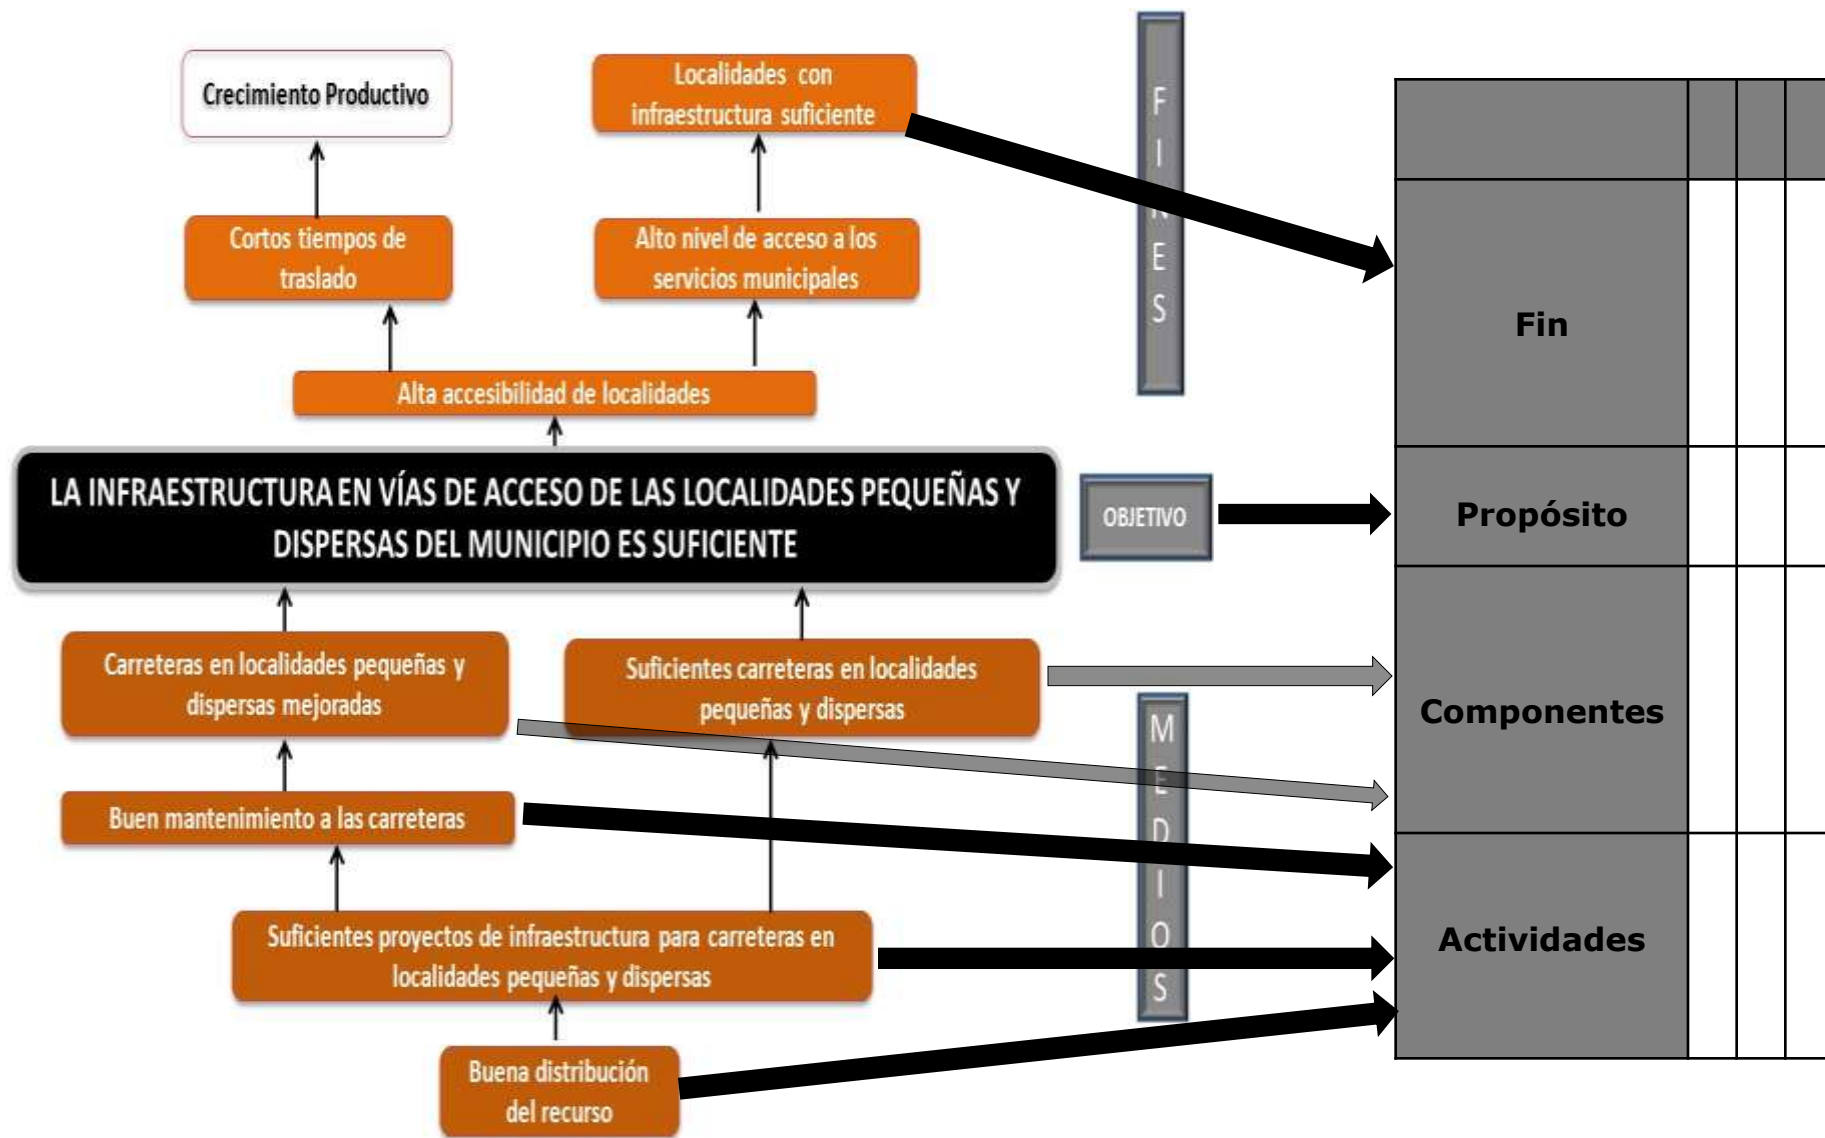 Crecimiento Productivo
Localidades con
infraestructura suficiente
Cortos tiempos de
traslado
Alto nivel de acceso a los
servicios municipales
Alta accesibilidad de localidades
LA INFRAESTRUCTURA EN VÍAS DE ACCESO DE LAS LOCALIDADES PEQUEÑAS Y
DISPERSAS DEL MUNICIPIO ES SUFICIENTE
Carreteras en localidades pequeñas y
dispersas mejoradas
Suficientes carreteras en localidades
pequeñas y dispersas
Buen mantenimiento a las carreteras
Suficientes proyectos de infraestructura para carreteras en
localidades pequeñas y dispersas
Buena distribución
del recurso
F
I
N
E
S
OBJETIVO
M
E
D
I
O
S
Fin
Propósito
Componentes
Actividades